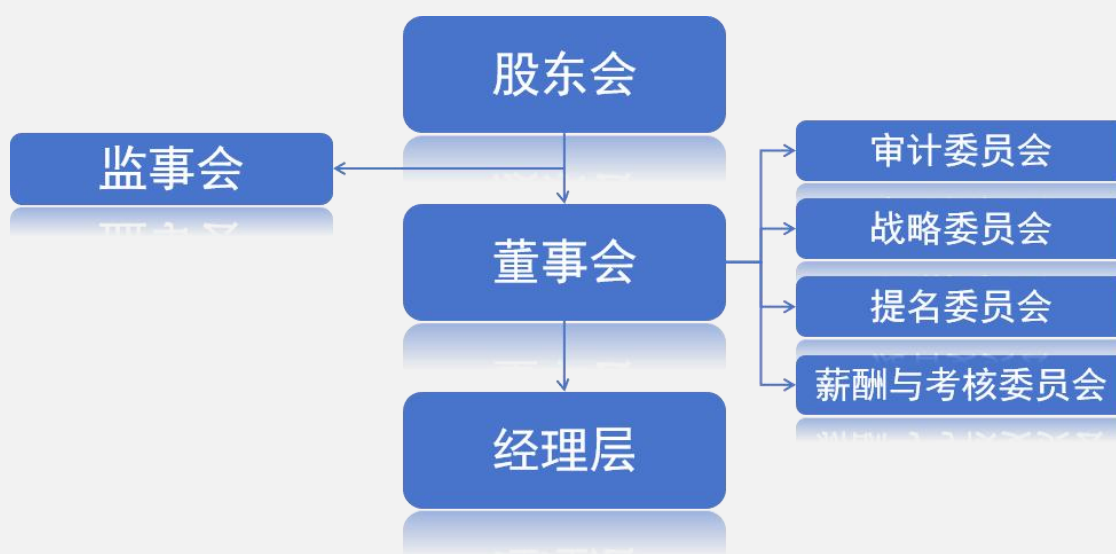 股东会
监事会
董事会
经理层
审计委员会
战略委员会
提名委员会
薪酬与考核委员会